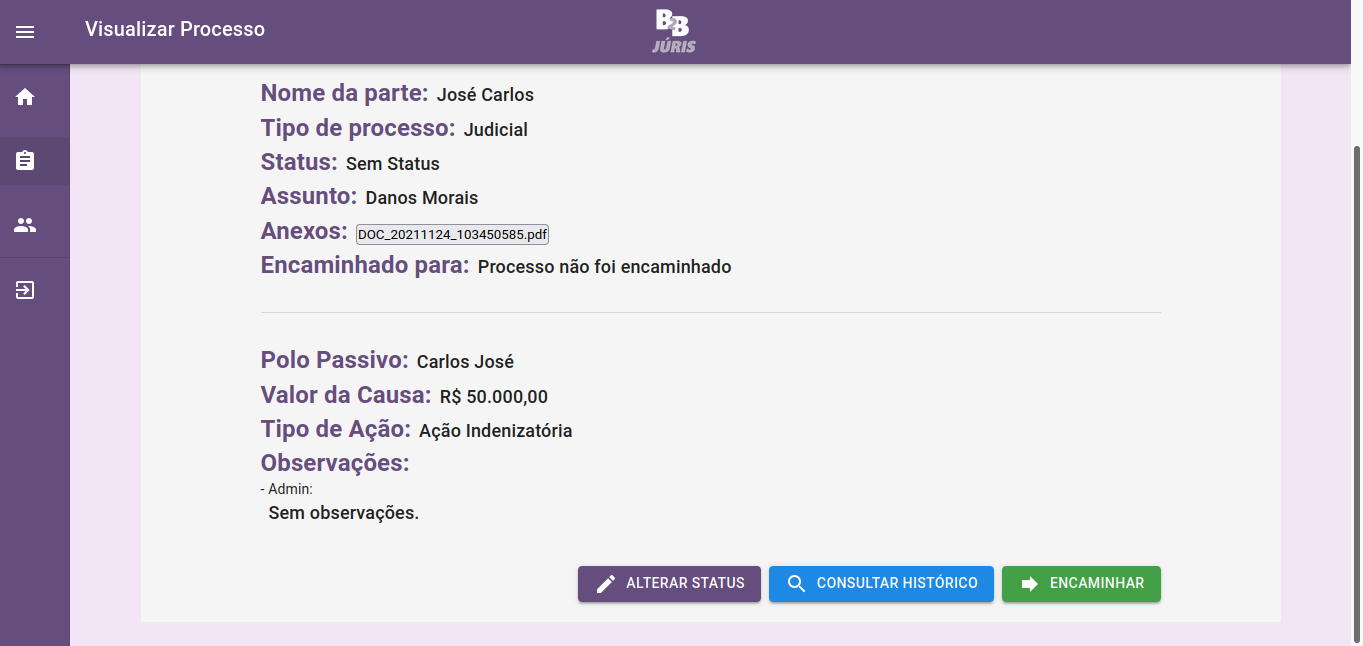 Visualizar Processo
B2B
JÚRIS
Nome da parte: José Carlos
Tipo de processo: Judicial
Status: Sem Status
Assunto: Danos Morais
Anexos: DOC_20211124_103450585.pdf
Encaminhado para: Processo não foi encaminhado
Polo Passivo: Carlos José
Valor da Causa: R$ 50.000,00
Tipo de Ação: Ação Indenizatória
Observações:
- Admin:
Sem observações.
ALTERAR STATUS
CONSULTAR HISTÓRICO
ENCAMINHAR